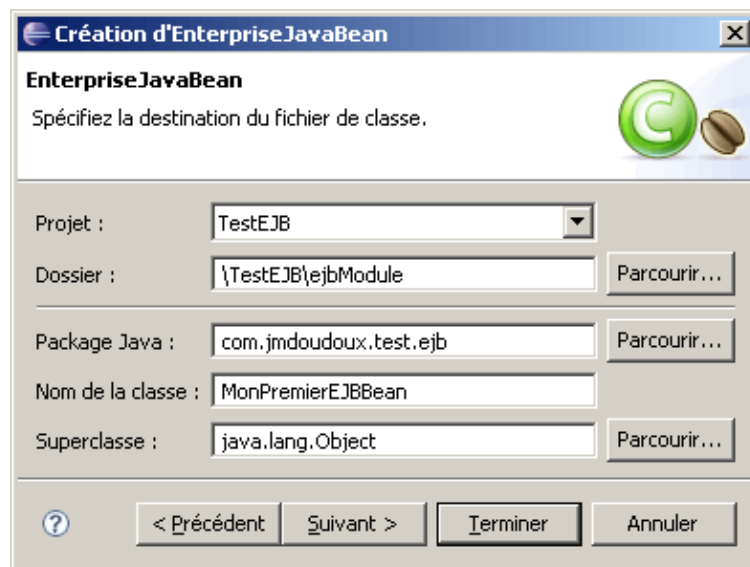 Création d'EnterpriseJavaBean
EnterpriseJavaBean
Spécifiez la destination du fichier de classe.
C
Projet : TestEJB
Dossier : \TestEJB\ejbModule Parcourir...
Package Java : com.jmdoudoux.test.ejb Parcourir...
Nom de la classe : MonPremierEJBBean
Superclasse : java.lang.Object Parcourir...
? < Précédent Suivant > Terminer Annuler